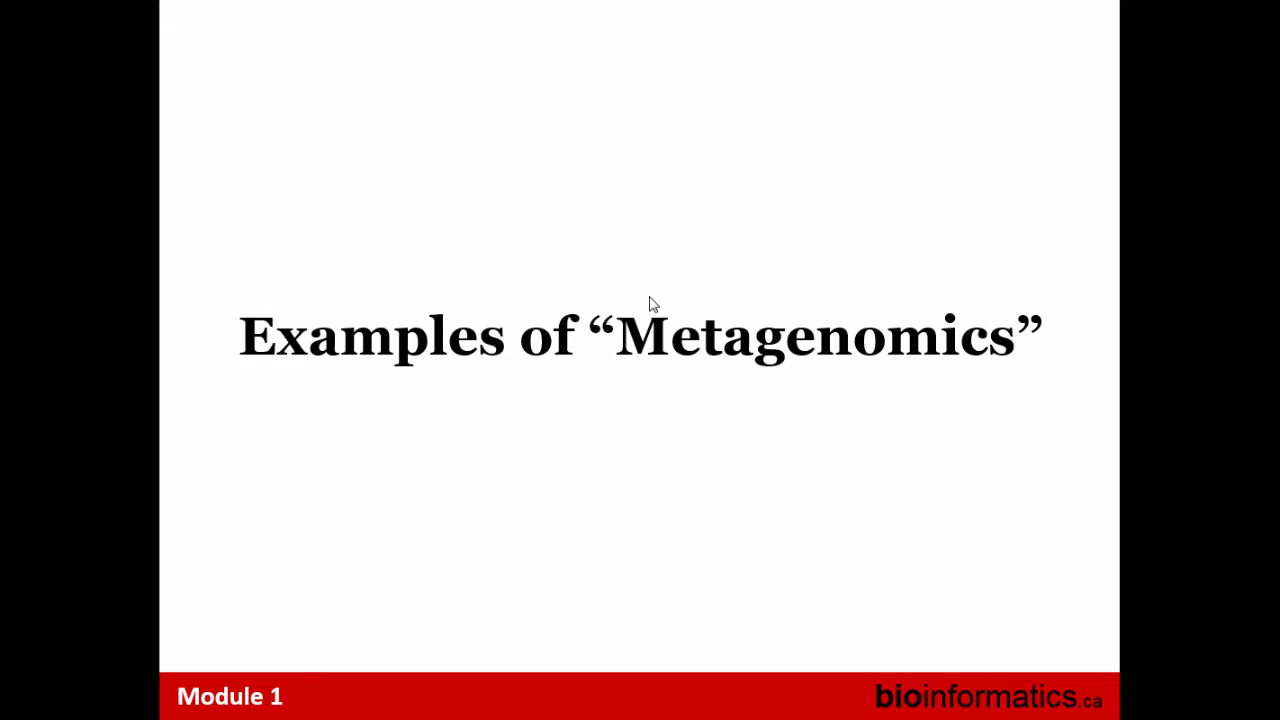 Examples of “Metagenomics”
Module 1
bioinformatics.ca